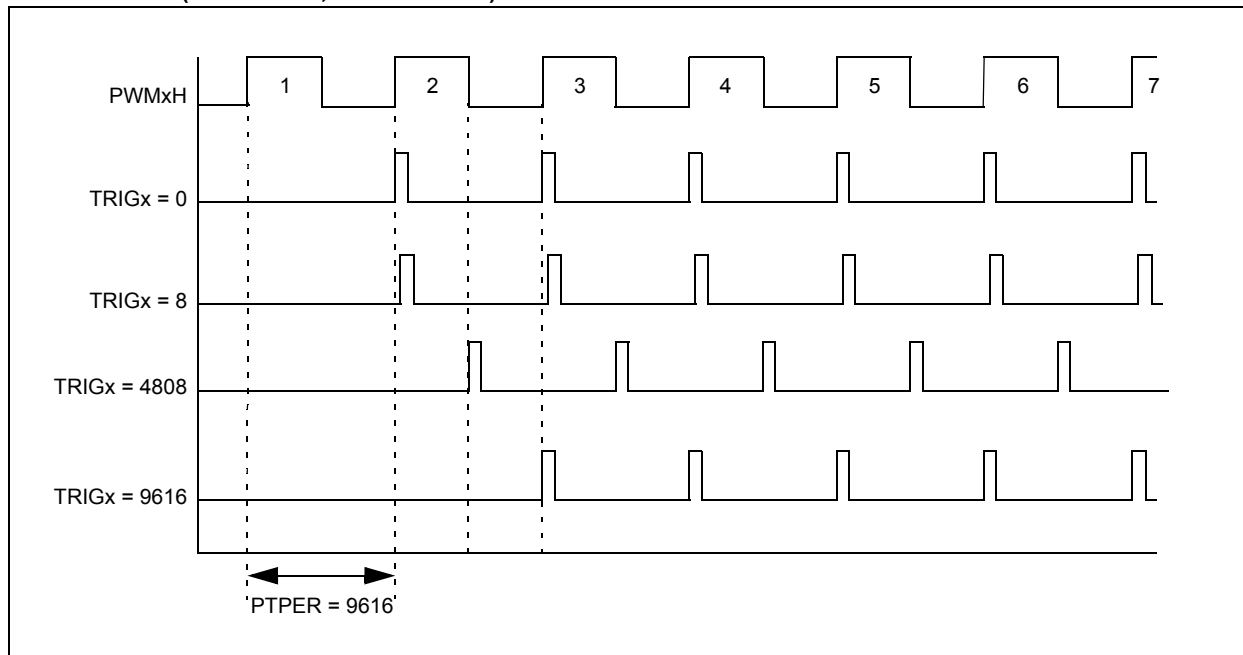 PWMxH
1
2
3
4
5
6
7
TRIGx = 0
TRIGx = 8
TRIGx = 4808
TRIGx = 9616
PTPER = 9616